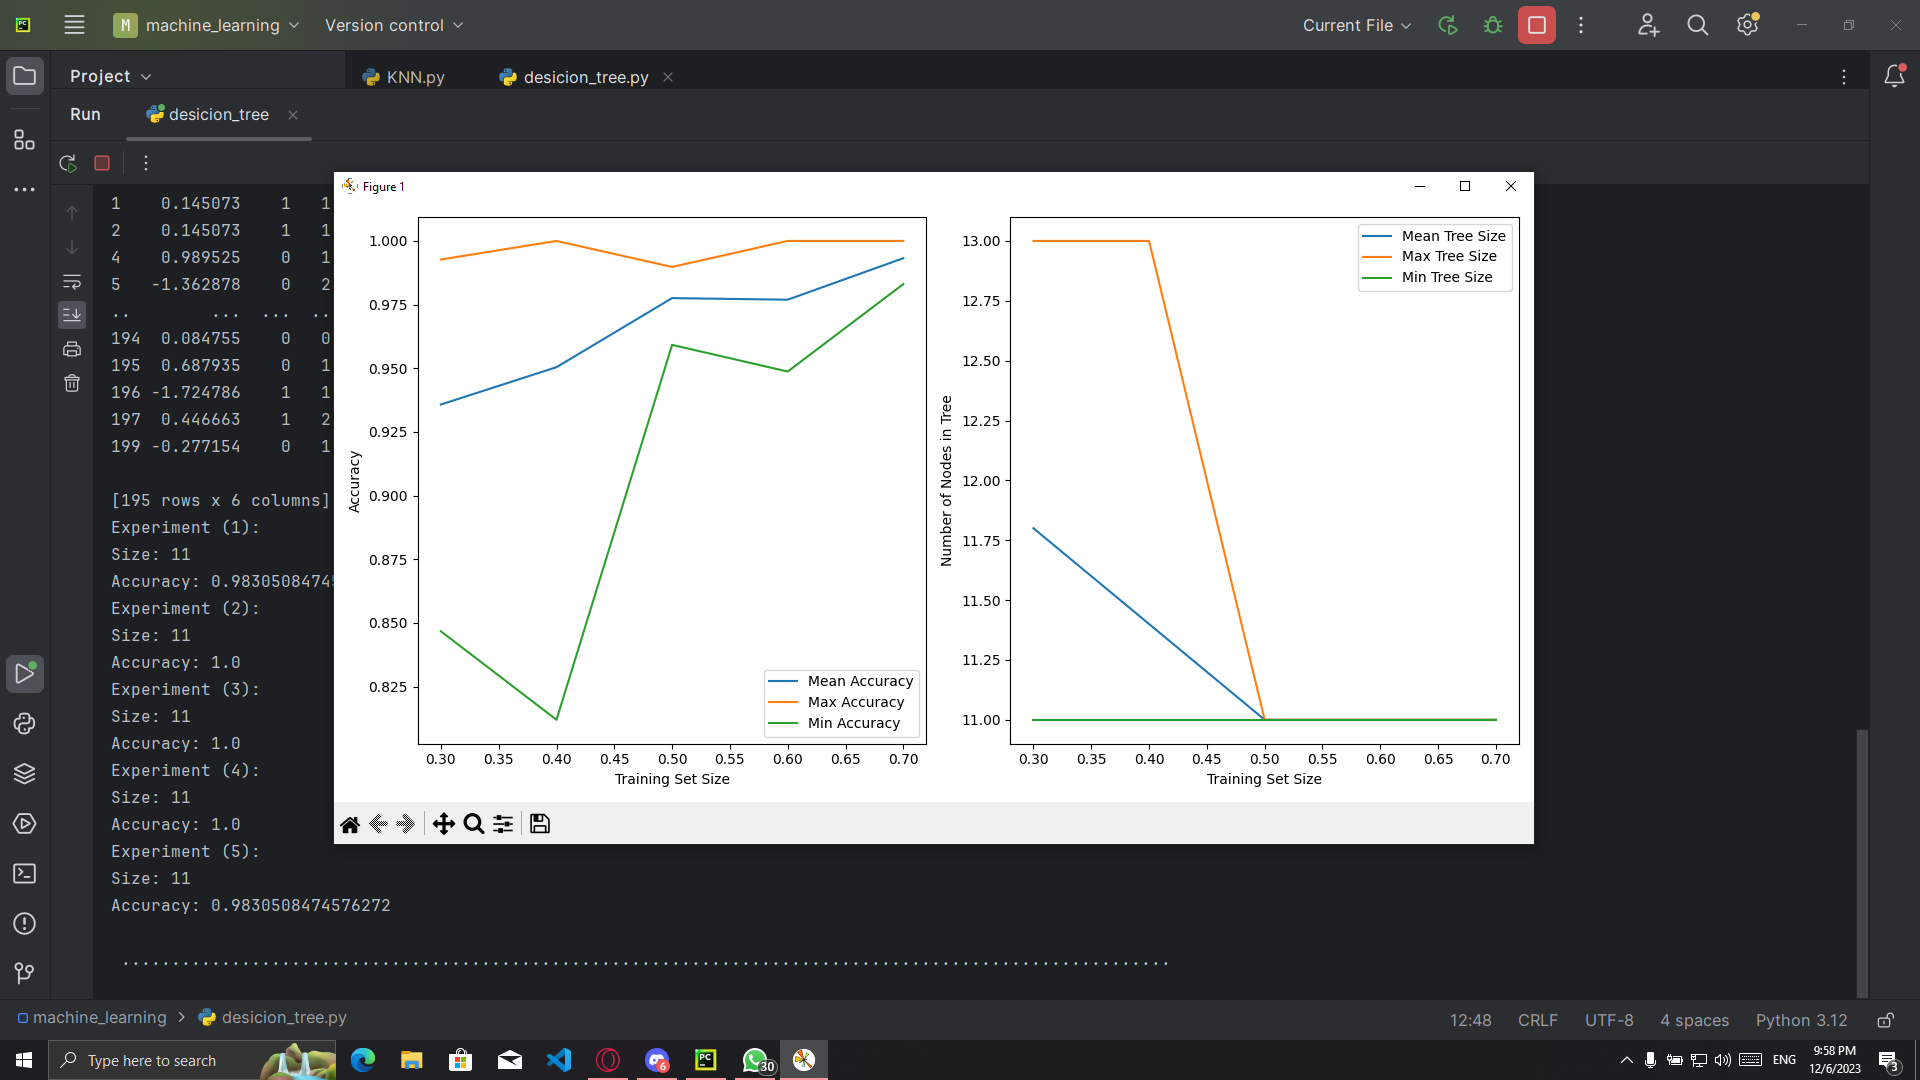 PC
M machine_learning
Version control
Current File
Project
KNN.py
desicion_tree.py
Run
desicion_tree
1 0.145073 1 1
2 0.145073 1 1
4 0.989525 0 1
5 -1.362878 0 2
.. ... ... ..
194 0.084755 0 0
195 0.687935 0 1
196 -1.724786 1 1
197 0.446663 1 2
199 -0.277154 0 1
[195 rows x 6 columns]
Experiment (1):
Size: 11
Accuracy: 0.98305084745
Experiment (2):
Size: 11
Accuracy: 1.0
Experiment (3):
Size: 11
Accuracy: 1.0
Experiment (4):
Size: 11
Accuracy: 1.0
Experiment (5):
Size: 11
Accuracy: 0.9830508474576272
Figure 1
1.000
0.975
0.950
0.925
0.900
0.875
0.850
0.825
Accuracy
Mean Accuracy
Max Accuracy
Min Accuracy
0.30 0.35 0.40 0.45 0.50 0.55 0.60 0.65 0.70
Training Set Size
13.00
12.75
12.50
12.25
12.00
11.75
11.50
11.25
11.00
Number of Nodes in Tree
Mean Tree Size
Max Tree Size
Min Tree Size
0.30 0.35 0.40 0.45 0.50 0.55 0.60 0.65 0.70
Training Set Size
machine_learning
desicion_tree.py
12:48 CRLF UTF-8 4 spaces Python 3.12
Type here to search
6
PC
30
ENG
9:58 PM
12/6/2023
3